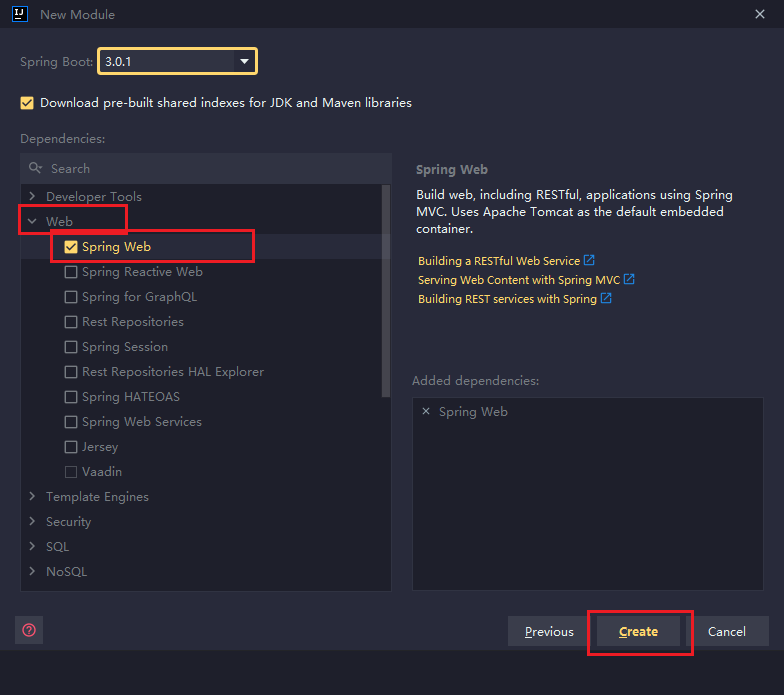 New Module
Spring Boot: 3.0.1
Download pre-built shared indexes for JDK and Maven libraries
Dependencies:
Search
Developer Tools
Web
Spring Web
Spring Reactive Web
Spring for GraphQL
Rest Repositories
Spring Session
Rest Repositories HAL Explorer
Spring HATEOAS
Spring Web Services
Jersey
Vaadin
Template Engines
Security
SQL
NoSQL
Spring Web
Build web, including RESTful, applications using Spring
MVC. Uses Apache Tomcat as the default embedded
container.
Building a RESTful Web Service
Serving Web Content with Spring MVC
Building REST services with Spring
Added dependencies:
× Spring Web
? Previous Create Cancel